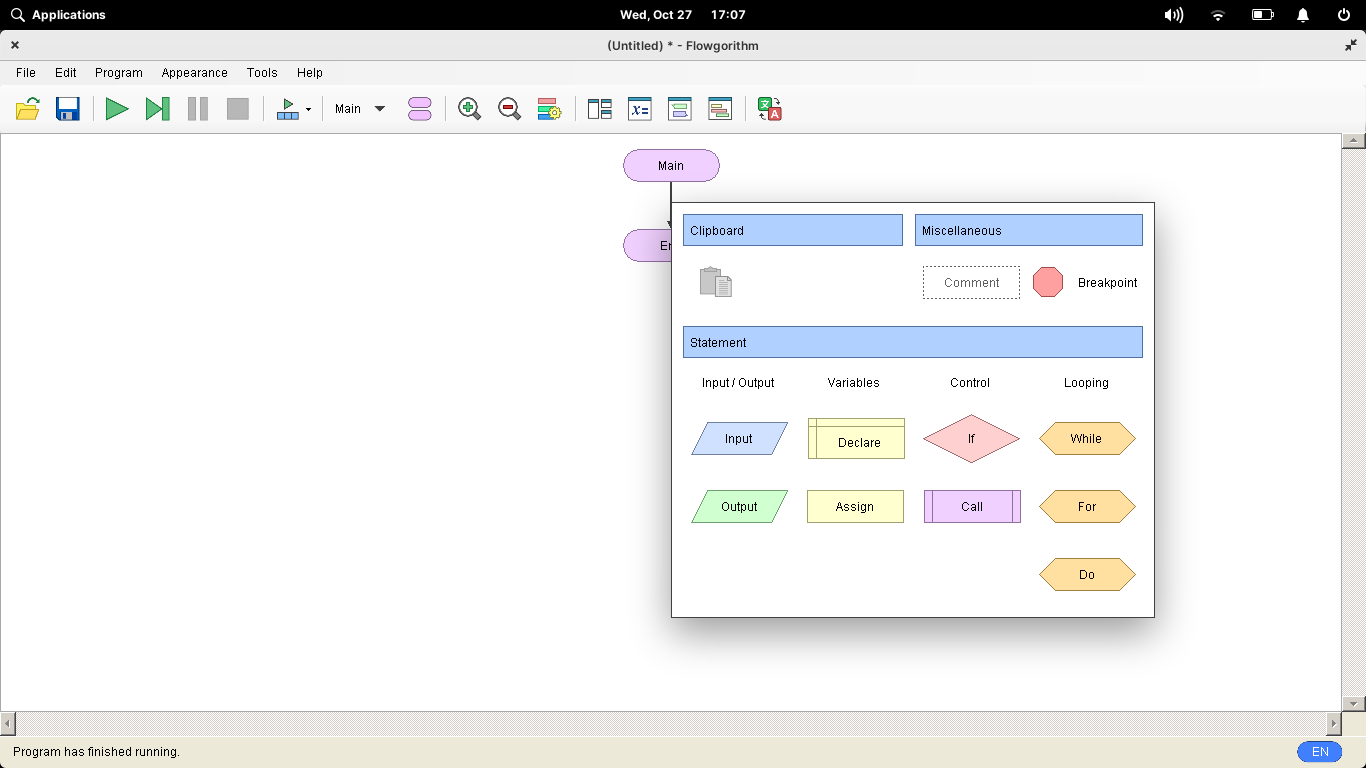 Applications
Wed, Oct 27 17:07
(Untitled) * - Flowgorithm
File Edit Program Appearance Tools Help
Main
x=
A
Main
Clipboard Miscellaneous
Comment Breakpoint
Statement
Input / Output Variables Control Looping
Input Declare If While
Output Assign Call For
Do
Program has finished running.
EN